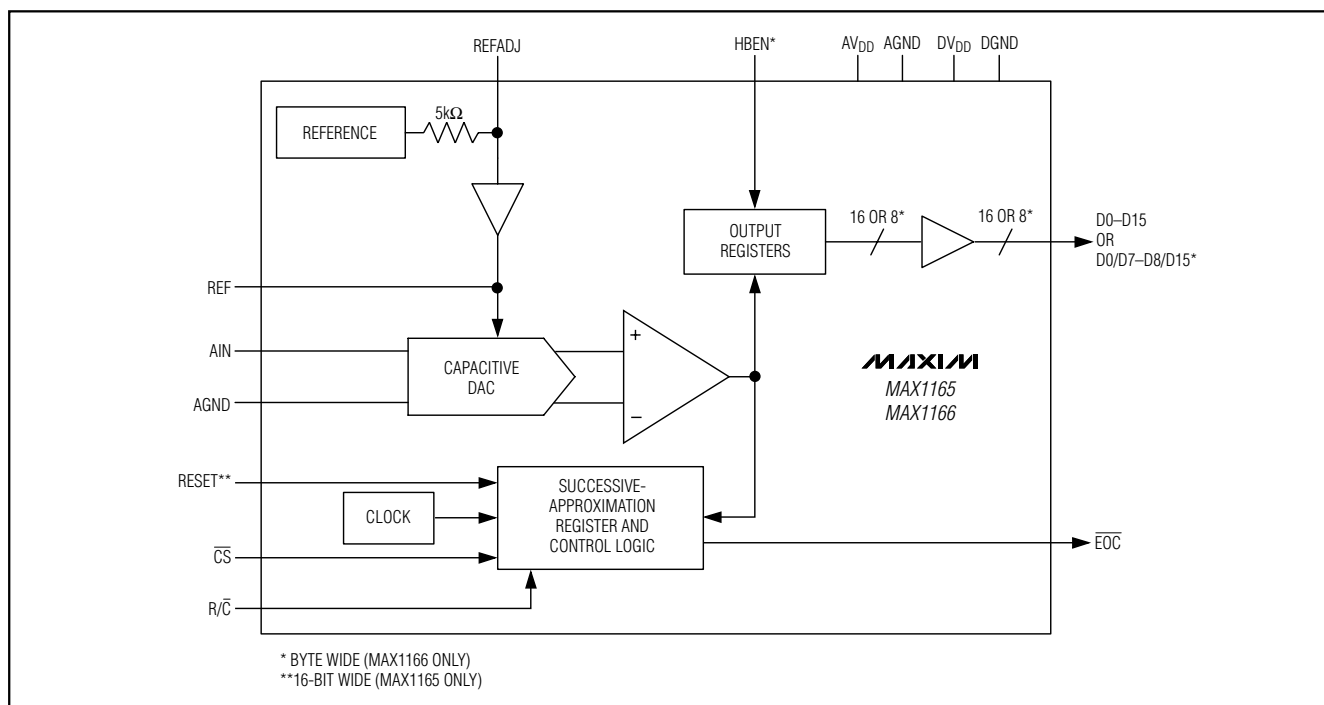 REFADJ
HBEN*
AVDD AGND DVDD DGND
5kΩ
REFERENCE
16 OR 8*
16 OR 8*
D0–D15
OR
D0/D7–D8/D15*
OUTPUT
REGISTERS
REF
AIN
+
CAPACITIVE
DAC
MAXIM
MAX1165
MAX1166
AGND
−
RESET**
SUCCESSIVE-
APPROXIMATION
REGISTER AND
CONTROL LOGIC
CLOCK
C̅S̅
E̅O̅C̅
R/C̅
* BYTE WIDE (MAX1166 ONLY)
**16-BIT WIDE (MAX1165 ONLY)